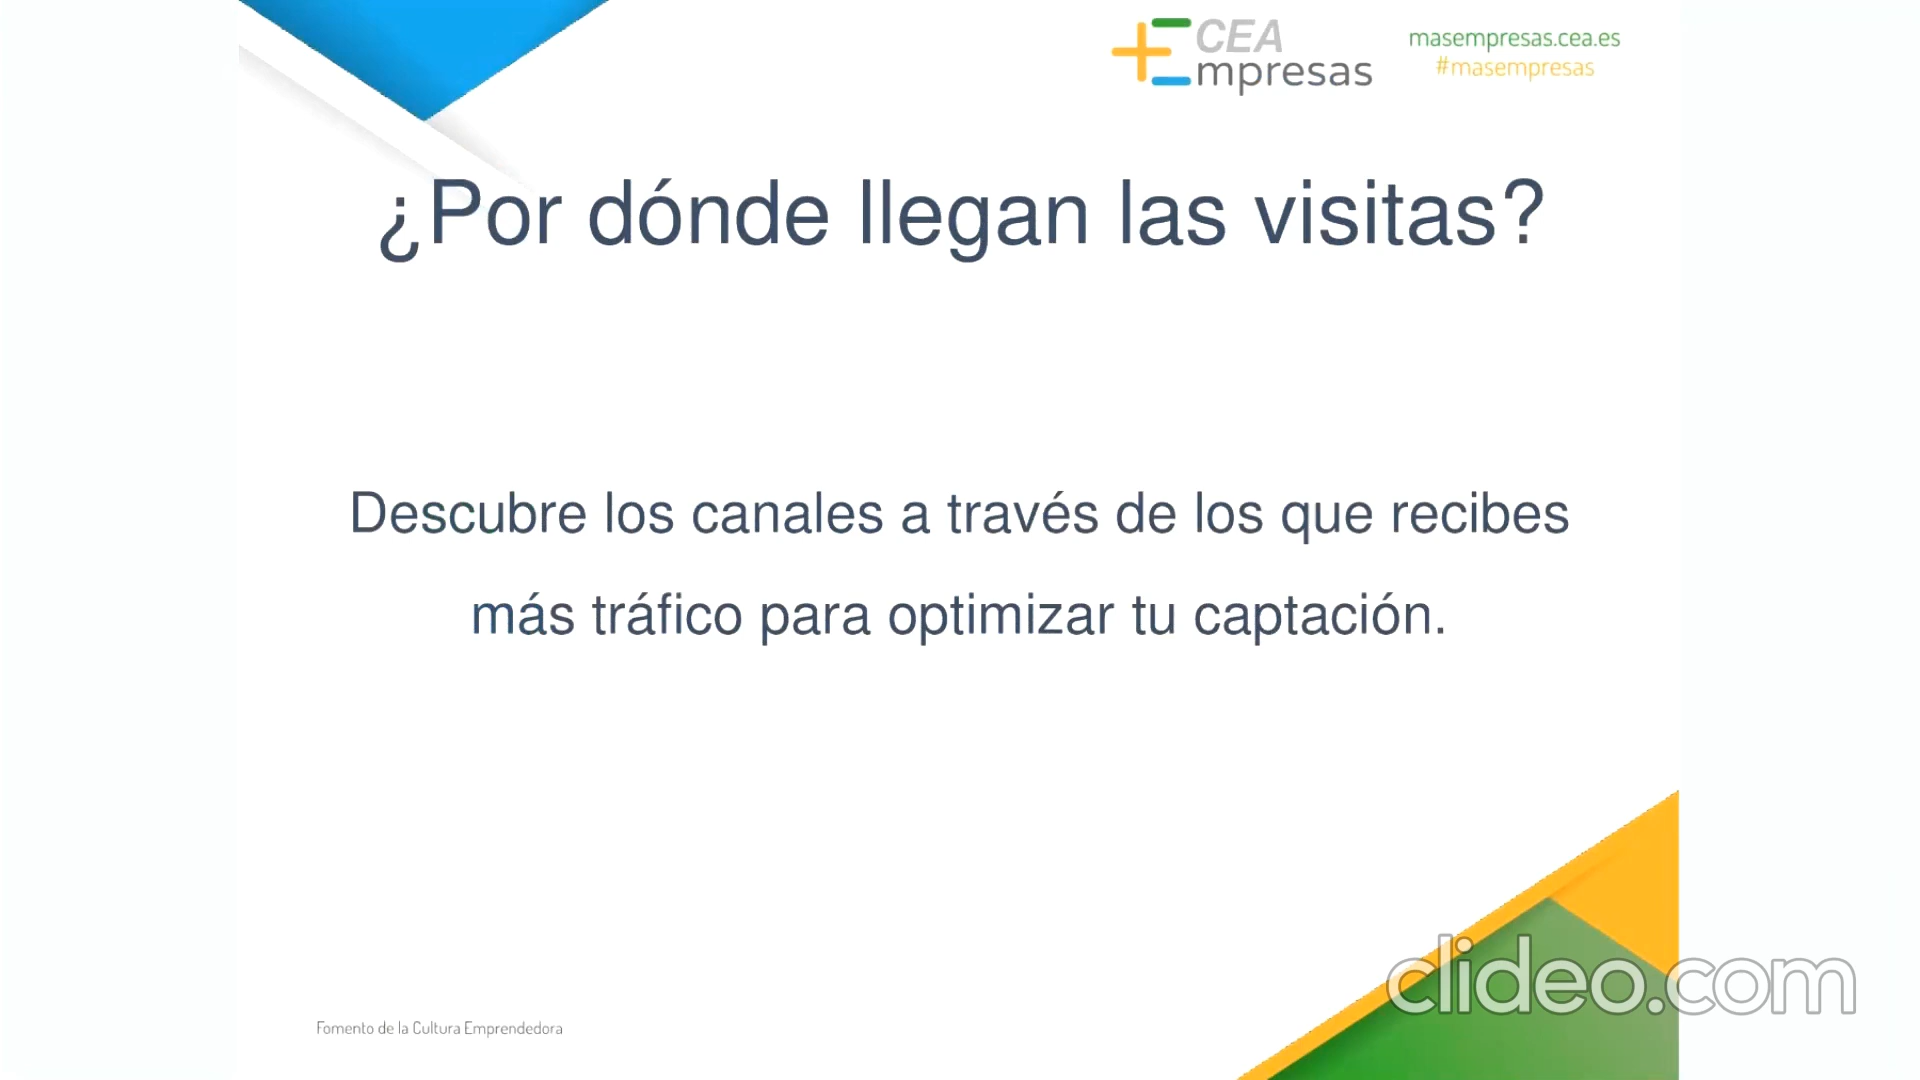 CEA
mpresas
masempresas.cea.es
#masempresas
¿Por dónde llegan las visitas?
Descubre los canales a través de los que recibes
más tráfico para optimizar tu captación.
clideo.com
Fomento de la Cultura Emprendedora